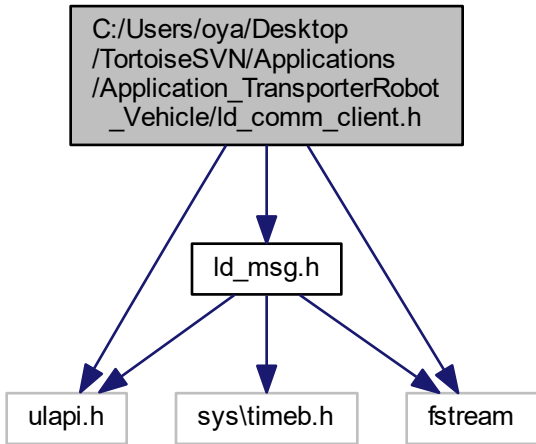 C:/Users/oya/Desktop
/TortoiseSVN/Applications
/Application_TransporterRobot
_Vehicle/ld_comm_client.h
ld_msg.h
ulapi.h
sys\timeb.h
fstream